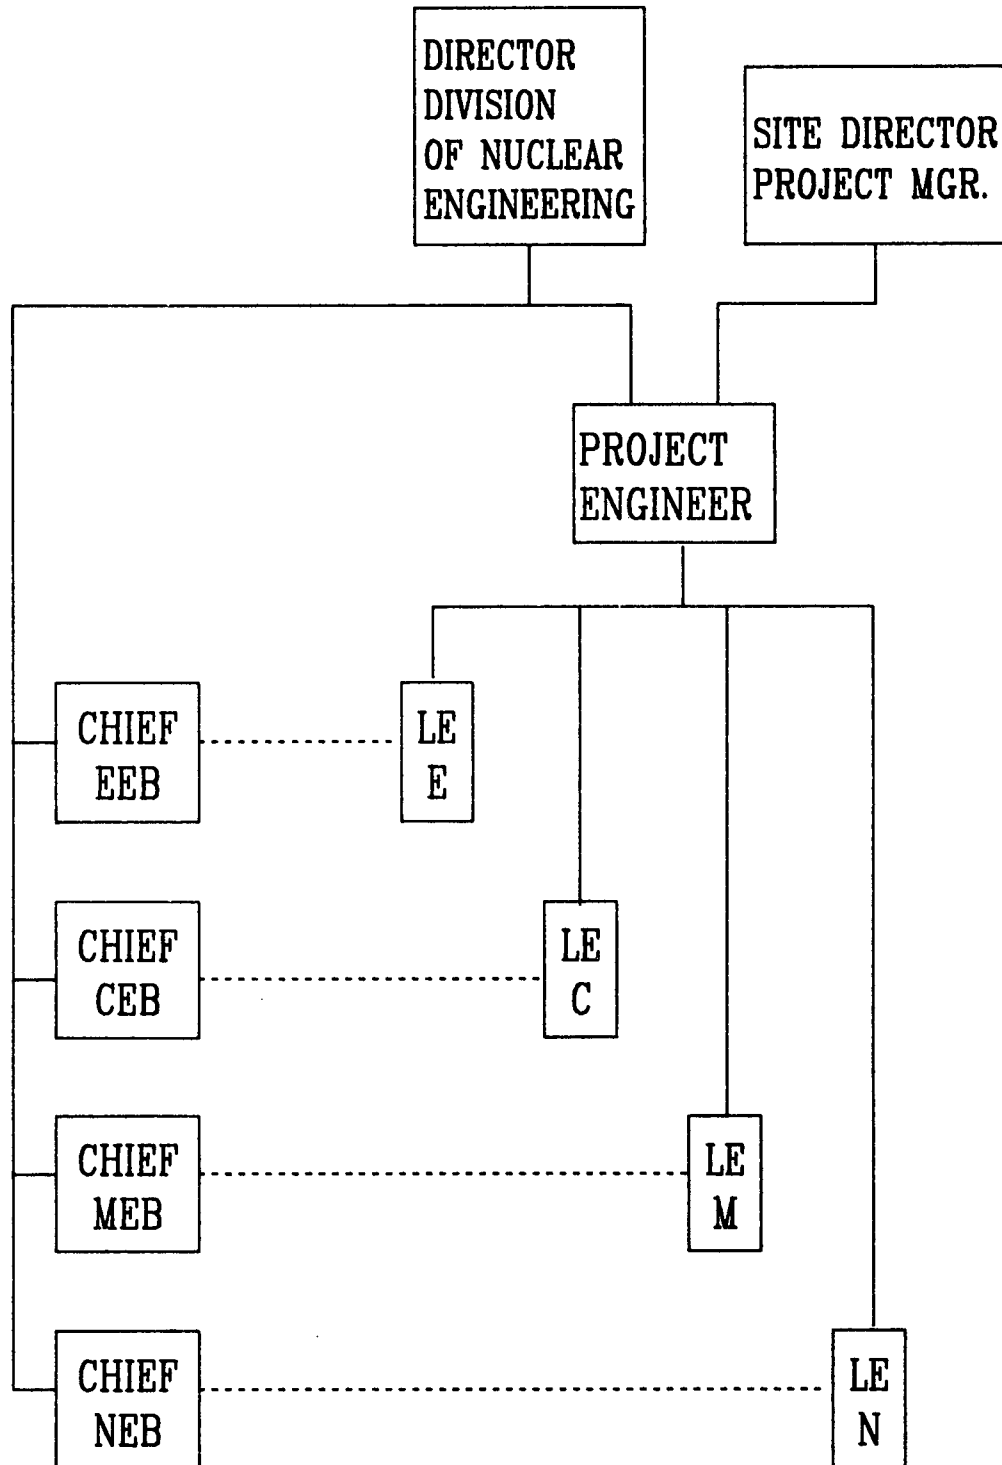 DIRECTOR
DIVISION
OF NUCLEAR
ENGINEERING
SITE DIRECTOR
PROJECT MGR.
PROJECT
ENGINEER
CHIEF
EEB
LE
E
CHIEF
CEB
LE
C
CHIEF
MEB
LE
M
CHIEF
NEB
LE
N